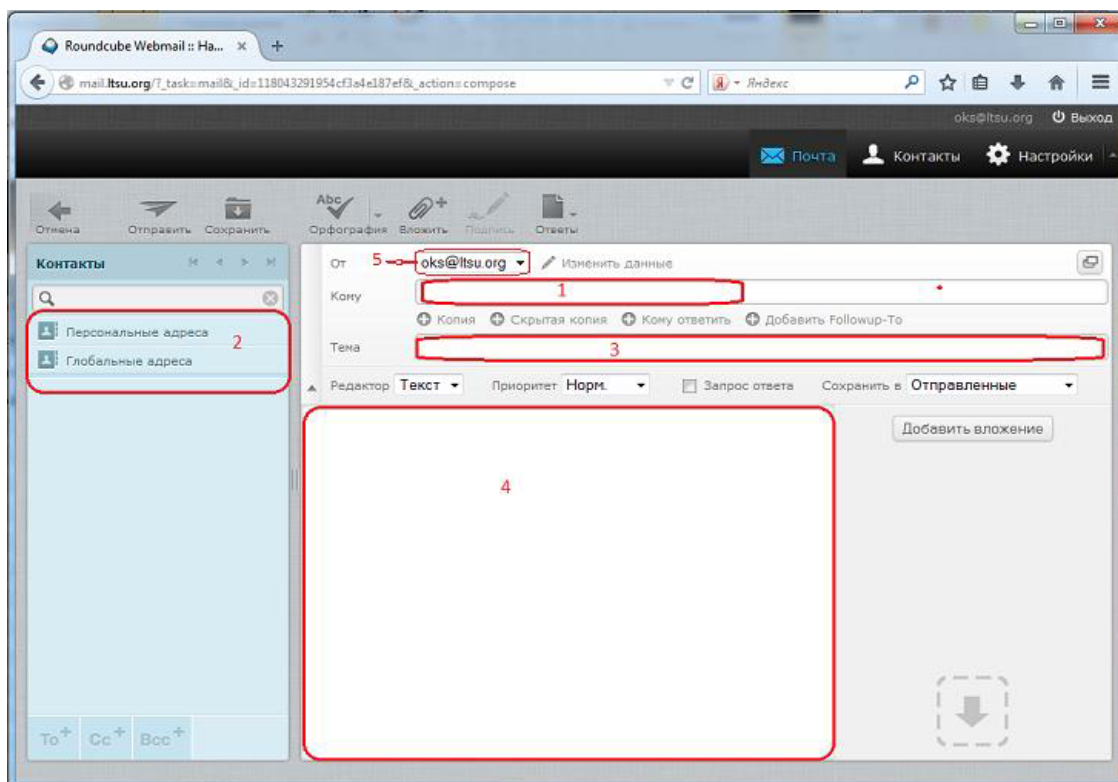 Roundcube Webmail :: На... × +
mail.ltsu.org/?_task=mail&_id=118043291954cf3a4e187ef&_action=compose
Яндекс
oks@ltsu.org Выход
Почта Контакты Настройки
Отмена Отправить Сохранить Орфография Вложить Подпись Ответы
Abc
Контакты
От 5 oks@ltsu.org Изменить данные
Кому 1
Копия Скрытая копия Кому ответить Добавить Followup-To
Персональные адреса 2
Глобальные адреса
Тема 3
Редактор Текст Приоритет Норм. Запрос ответа Сохранить в Отправленные
Добавить вложение
4
To+ Cc+ Bcc+